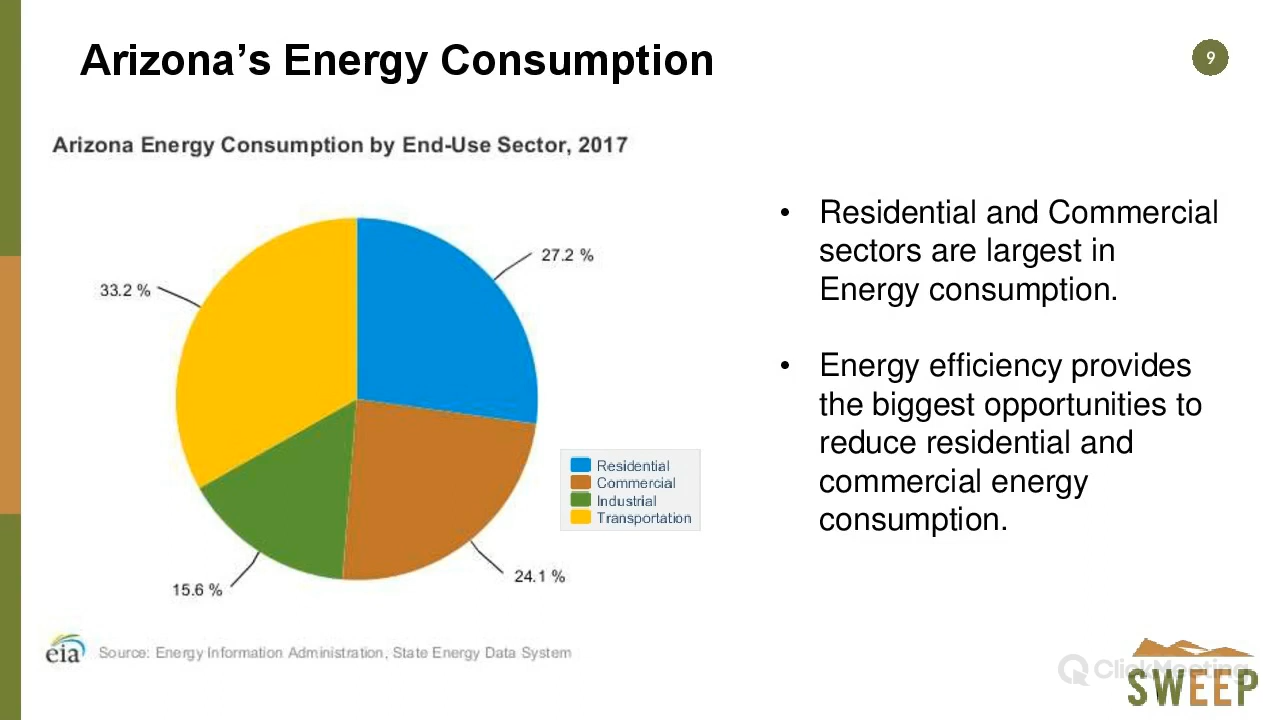 Arizona’s Energy Consumption
9
Arizona Energy Consumption by End-Use Sector, 2017
27.2 %
33.2 %
Residential
Commercial
Industrial
Transportation
24.1 %
15.6 %
eia
Source: Energy Information Administration, State Energy Data System
• Residential and Commercial
sectors are largest in
Energy consumption.
• Energy efficiency provides
the biggest opportunities to
reduce residential and
commercial energy
consumption.
ClickMeeting
SWEEP